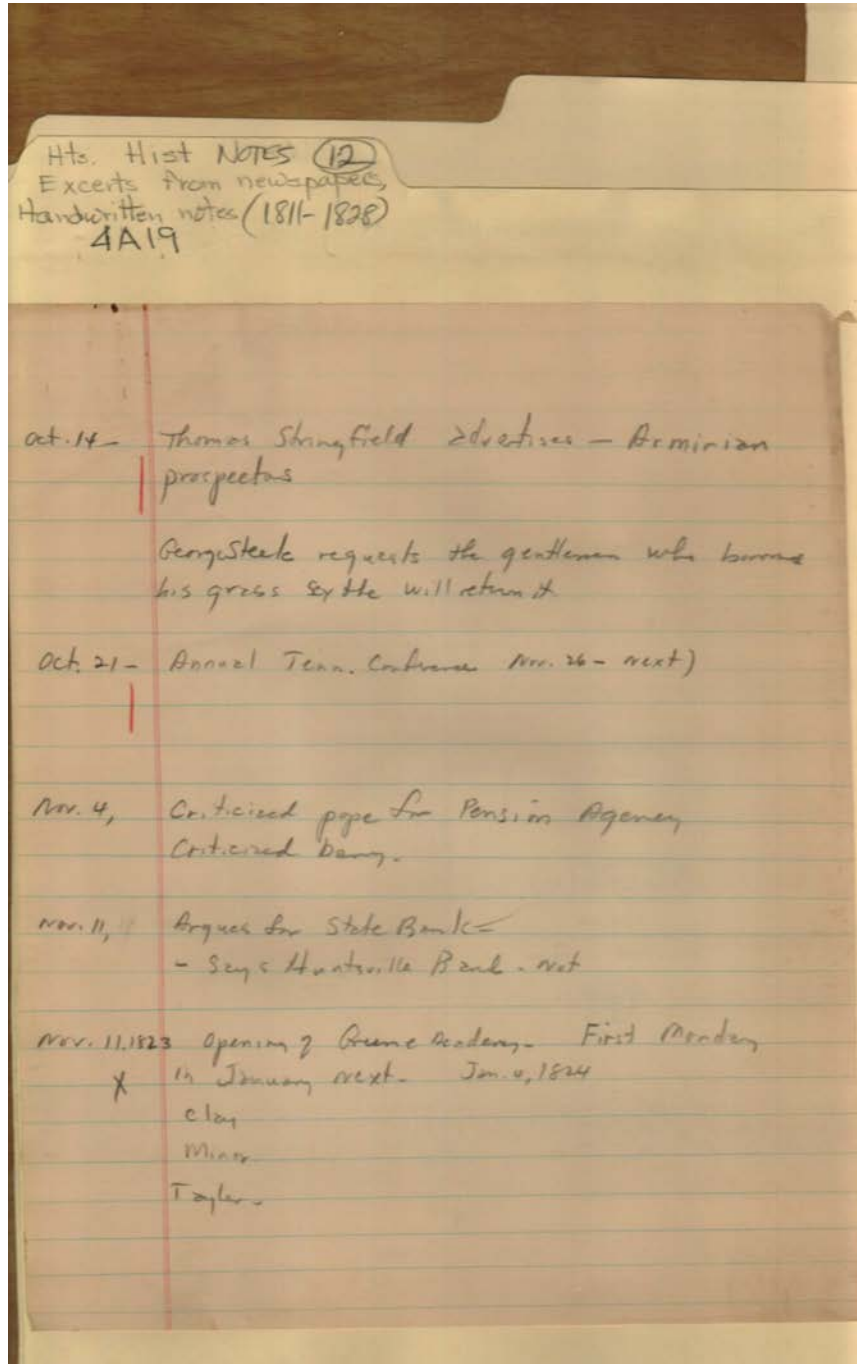 Hts. Hist NOTES (12)
Excerts from newspapers,
Handwritten notes (1811-1828)
4A19
Oct. 14 - Thomas Stringfield advertises - Arminian
prospectus
George Steele requests the gentleman who
his grass scythe will return it
Oct. 21 - Annual Tenn. Conference Nov. 26 - next)
Nov. 4, Criticized pope for Pension Agency
Criticized
Nov. 11, Argues for State Bank -
- Says Huntsville Bank - not
Nov. 11, 1823 Opening of Greene Academy - First Monday
X in January next - Jan. 1824
Clay
Minor
Taylor -